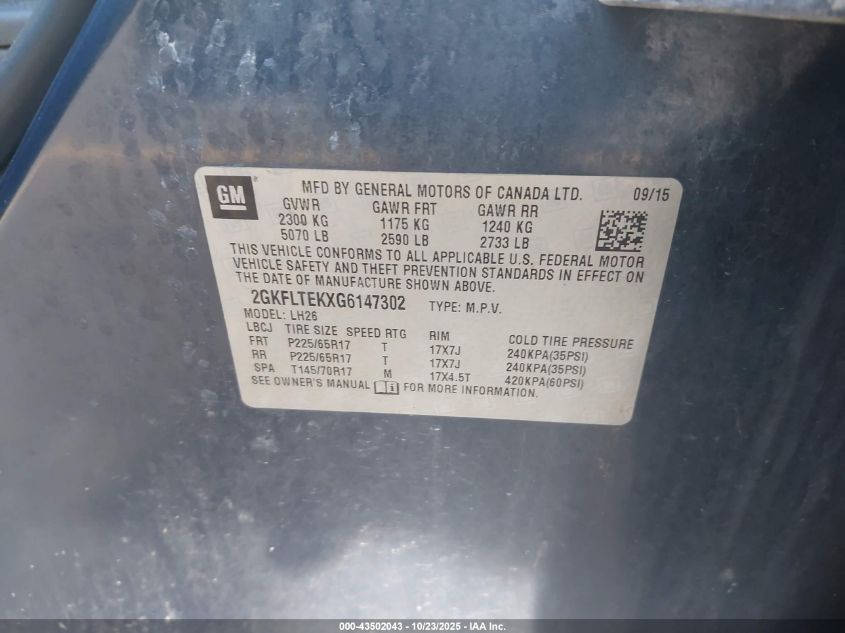 GM
MFD BY GENERAL MOTORS OF CANADA LTD. 09/15
GVWR GAWR FRT GAWR RR
2300 KG 1175 KG 1240 KG
5070 LB 2590 LB 2733 LB
THIS VEHICLE CONFORMS TO ALL APPLICABLE U.S. FEDERAL MOTOR
VEHICLE SAFETY AND THEFT PREVENTION STANDARDS IN EFFECT ON
THE DATE OF MANUFACTURE SHOWN ABOVE.
2GKFLTEKXG6147302 TYPE: M.P.V.
MODEL: LH26
LBCJ TIRE SIZE SPEED RTG RIM COLD TIRE PRESSURE
FRT P225/65R17 T 17X7J 240KPA(35PSI)
RR P225/65R17 T 17X7J 240KPA(35PSI)
SPA T145/70R17 M 17X4.5T 420KPA(60PSI)
SEE OWNER'S MANUAL FOR MORE INFORMATION.
000-43502043 - 10/23/2025 - IAA Inc.